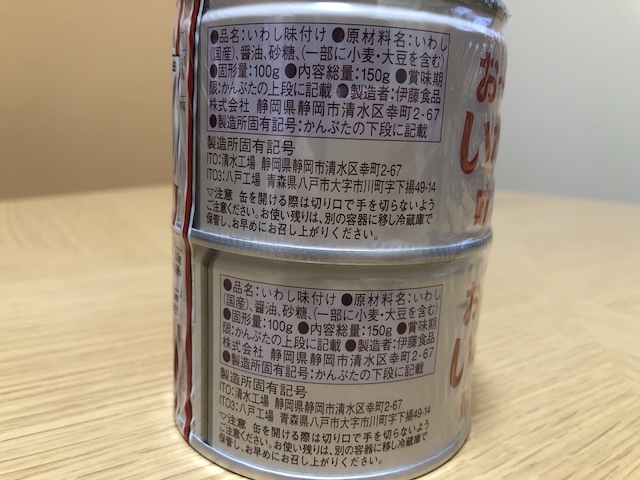 ●品名:いわし味付け ●原材料名:いわし
(国産)、醤油、砂糖、(一部に小麦・大豆を含む)
●固形量:100g ●内容総量:150g ●賞味期
限:かんぶたの上段に記載 ●製造者:伊藤食品
株式会社 静岡県静岡市清水区幸町2-67
●製造所固有記号:かんぶたの下段に記載
製造所固有記号
ITO:清水工場 静岡県静岡市清水区幸町2-67
ITO3:八戸工場 青森県八戸市大字市川町字下揚49-14
▽注意 缶を開ける際は切り口で手を切らないよう
ご注意ください。お使い残りは、別の容器に移し冷蔵庫で
保管し、お早めにお召し上がりください。
お
しい
●品名:いわし味付け ●原材料名:いわし
(国産)、醤油、砂糖、(一部に小麦・大豆を含む)
●固形量:100g ●内容総量:150g ●賞味期
限:かんぶたの上段に記載 ●製造者:伊藤食品
株式会社 静岡県静岡市清水区幸町2-67
●製造所固有記号:かんぶたの下段に記載
製造所固有記号
ITO:清水工場 静岡県静岡市清水区幸町2-67
ITO3:八戸工場 青森県八戸市大字市川町字下揚49-14
▽注意 缶を開ける際は切り口で手を切らないよう
ご注意ください。お使い残りは、別の容器に移し冷蔵庫で
保管し、お早めにお召し上がりください。
お
しい